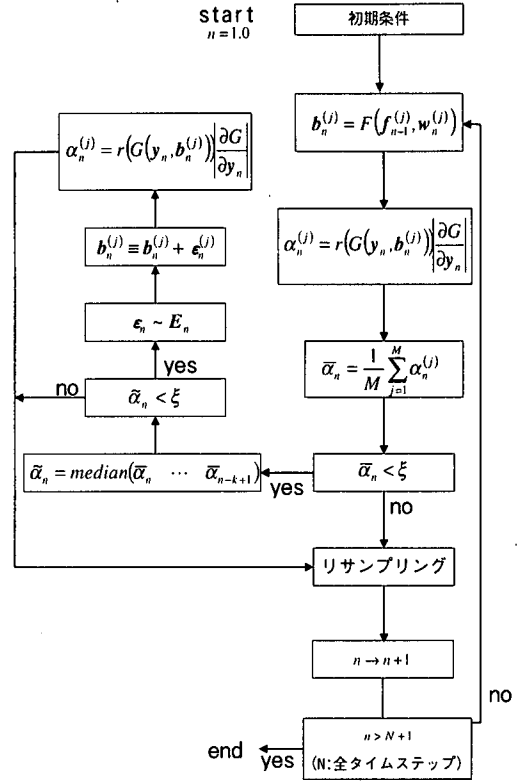 start
n=1.0
初期条件
b_n^{(j)} = F(f_{n-1}^{(j)}, w_n^{(j)})
α_n^{(j)} = r(G(y_n, b_n^{(j)}))|∂G/∂y_n|
ᾱ_n = 1/M ∑_{j=1}^{M} α_n^{(j)}
ᾱ_n < ξ
yes
no
α̃_n = median(ᾱ_n ⋯ ᾱ_{n-k+1})
α̃_n < ξ
no
yes
ε_n ~ E_n
b_n^{(j)} ≡ b_n^{(j)} + ε_n^{(j)}
α_n^{(j)} = r(G(y_n, b_n^{(j)}))|∂G/∂y_n|
リサンプリング
n → n+1
n > N+1
(N:全タイムステップ)
no
yes
end